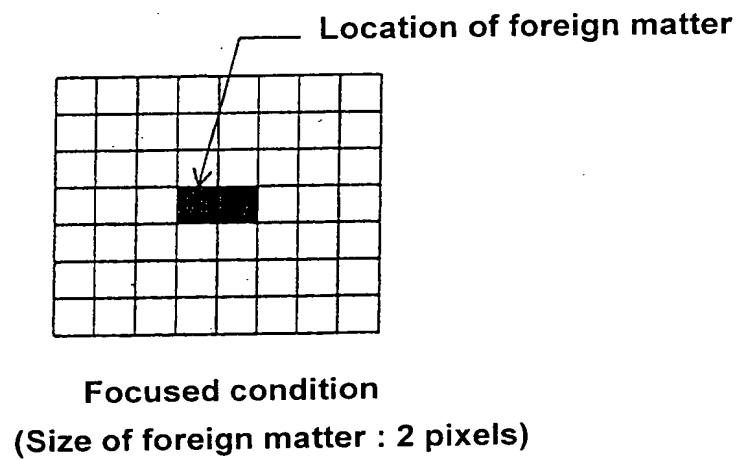 Location of foreign matter
Focused condition
(Size of foreign matter : 2 pixels)